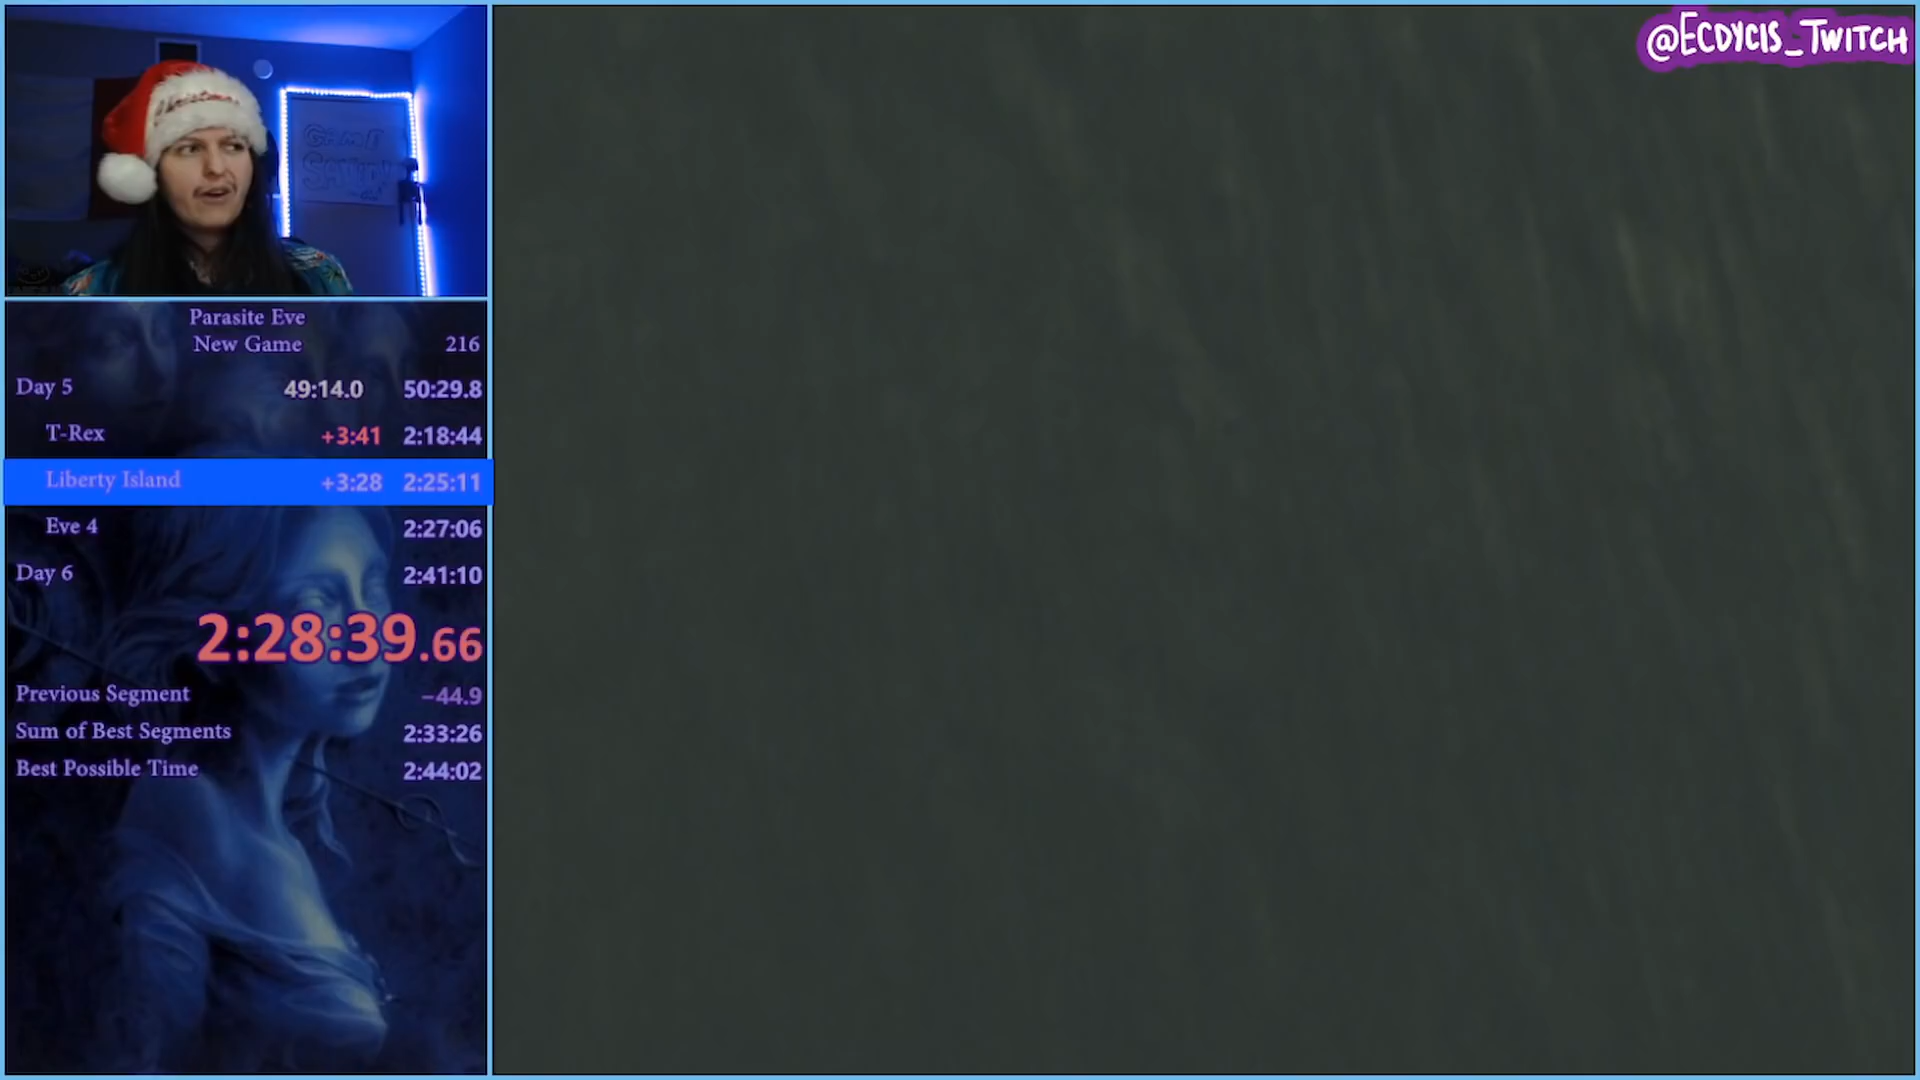 @ECDYCIS_TWITCH
Christmas
GAME
SAVED!
Parasite Eve
New Game 216
Day 5 49:14.0 50:29.8
T-Rex +3:41 2:18:44
Liberty Island +3:28 2:25:11
Eve 4 2:27:06
Day 6 2:41:10
2:28:39.66
Previous Segment −44.9
Sum of Best Segments 2:33:26
Best Possible Time 2:44:02